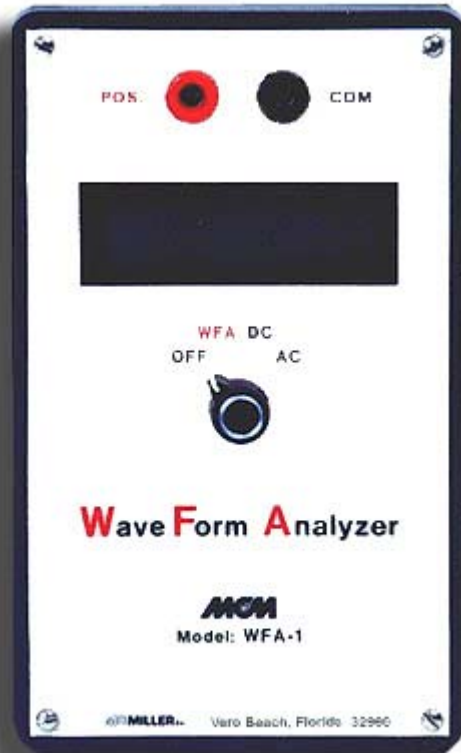 POS. COM
WFA DC
OFF AC
Wave Form Analyzer
MCM
Model: WFA-1
MILLER Vero Beach, Florida 32960